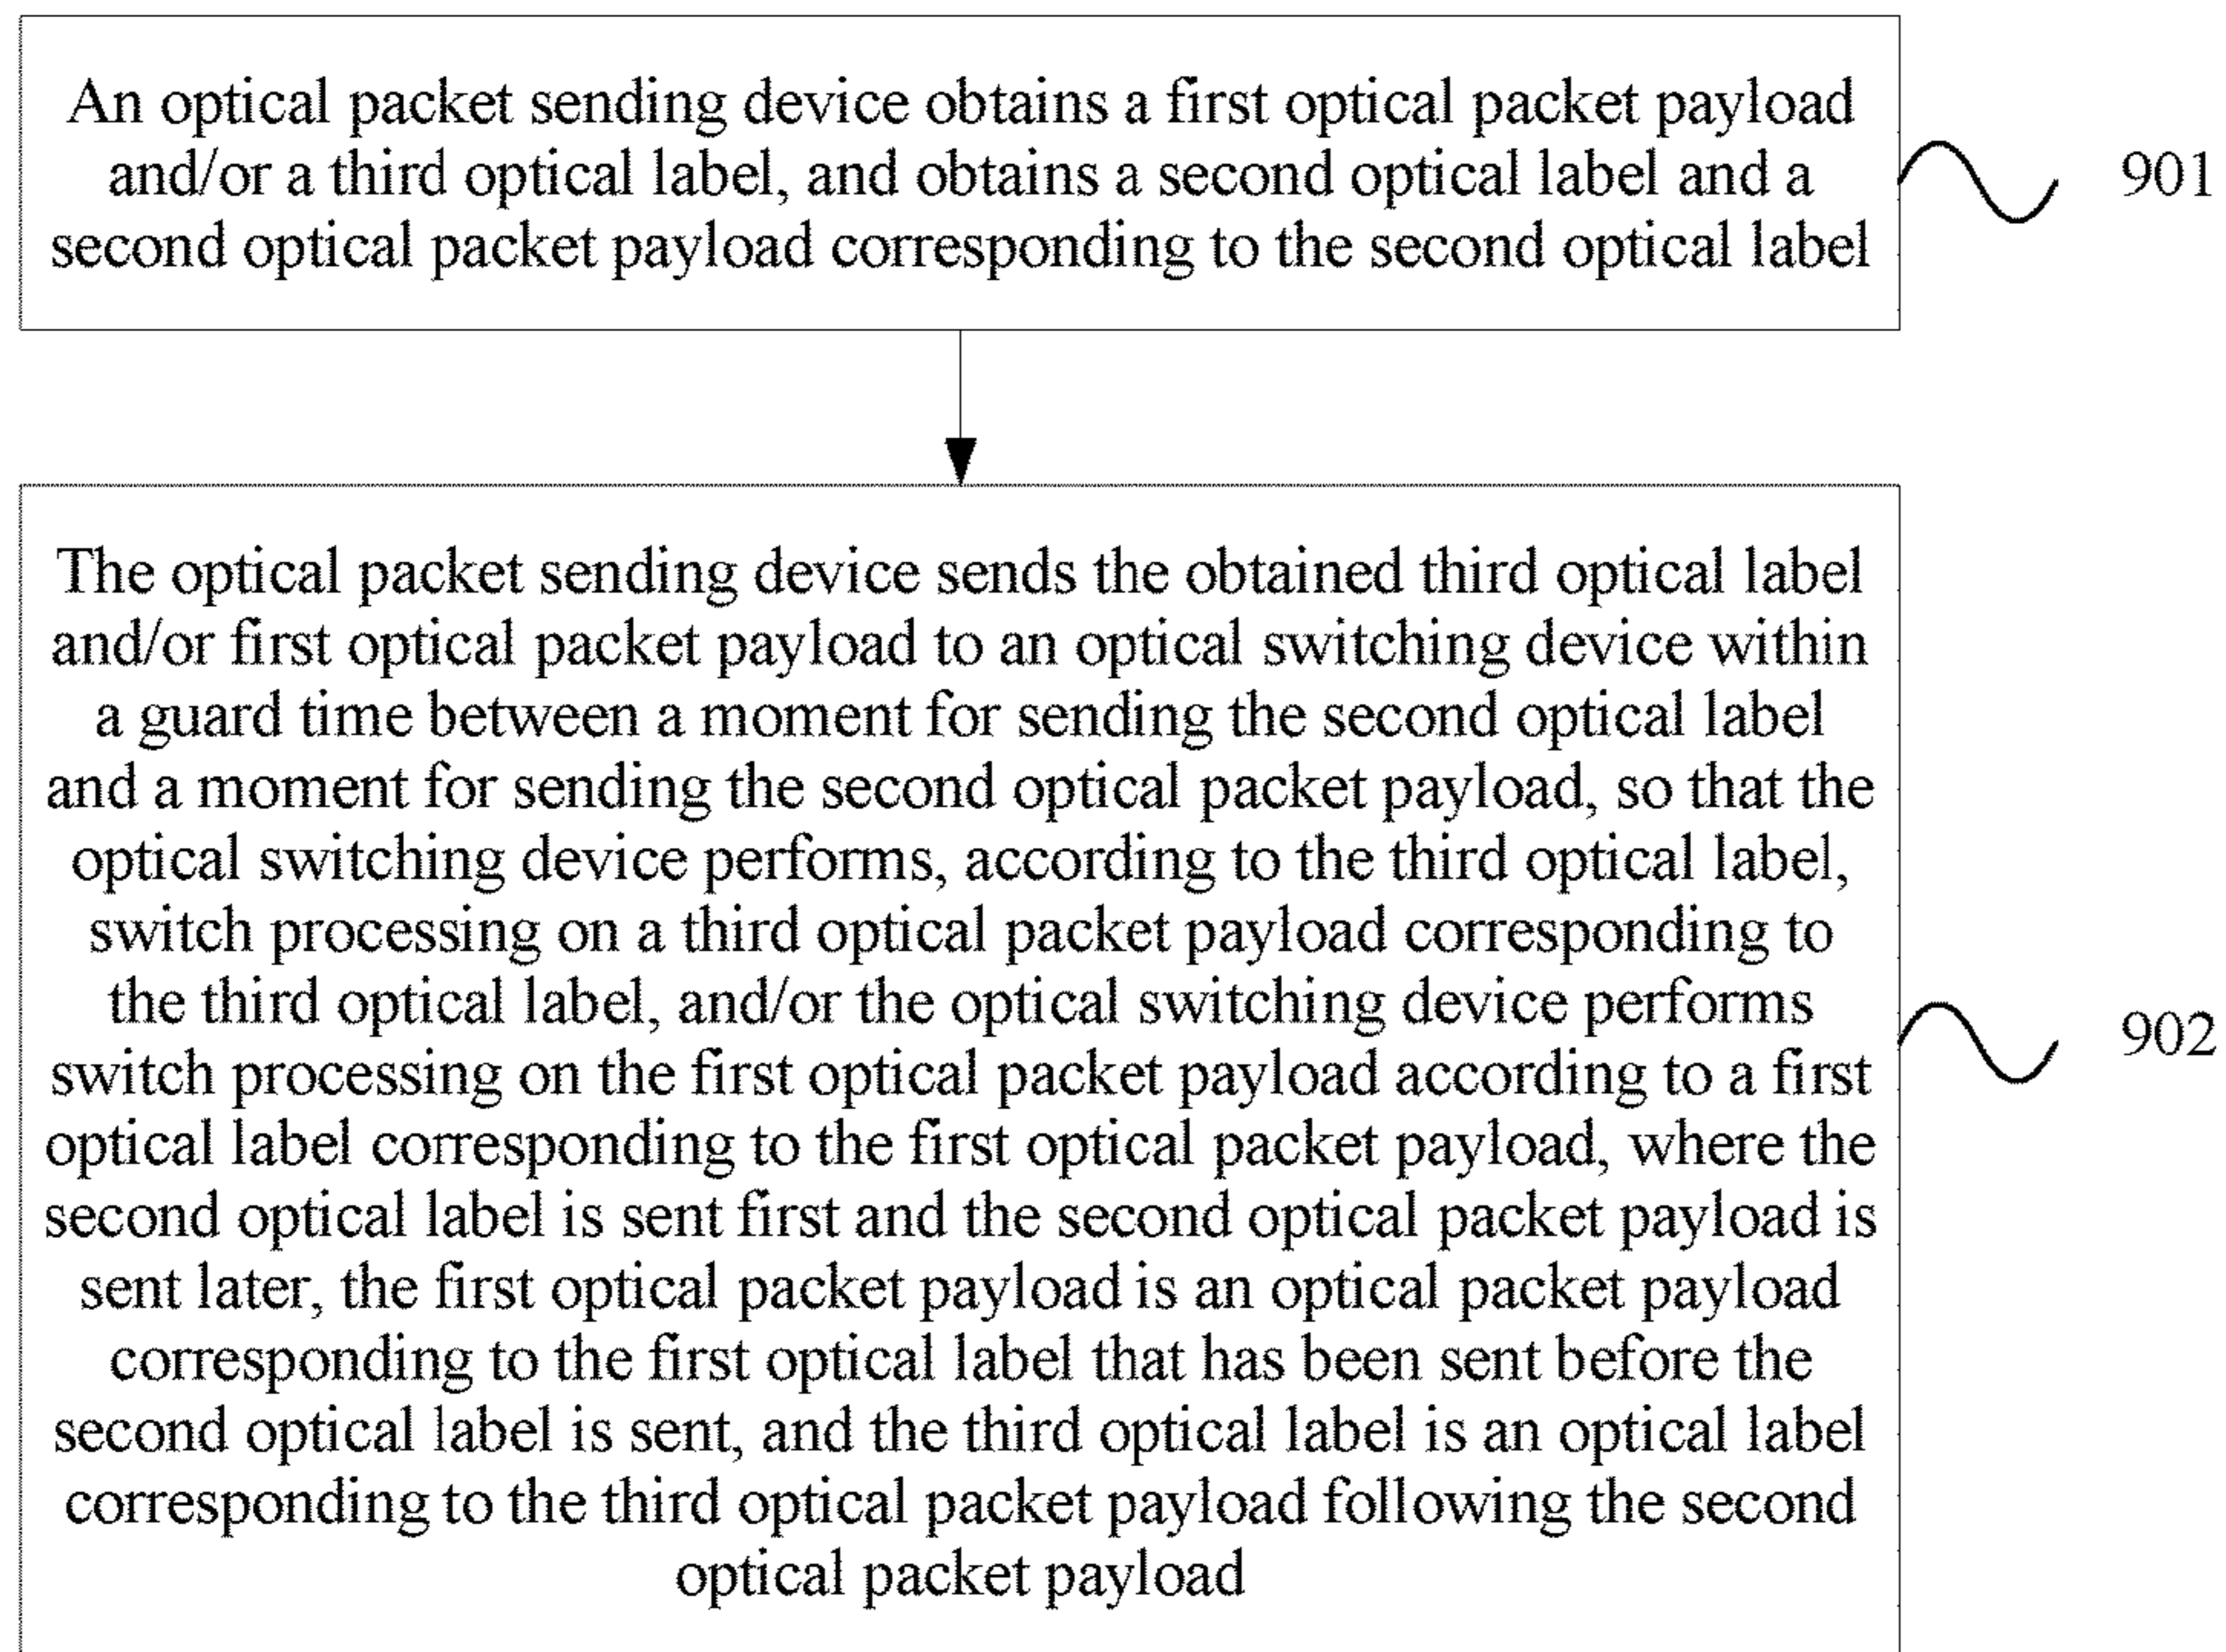 An optical packet sending device obtains a first optical packet payload
and/or a third optical label, and obtains a second optical label and a
second optical packet payload corresponding to the second optical label
901
The optical packet sending device sends the obtained third optical label
and/or first optical packet payload to an optical switching device within
a guard time between a moment for sending the second optical label
and a moment for sending the second optical packet payload, so that the
optical switching device performs, according to the third optical label,
switch processing on a third optical packet payload corresponding to
the third optical label, and/or the optical switching device performs
switch processing on the first optical packet payload according to a first
optical label corresponding to the first optical packet payload, where the
second optical label is sent first and the second optical packet payload is
sent later, the first optical packet payload is an optical packet payload
corresponding to the first optical label that has been sent before the
second optical label is sent, and the third optical label is an optical label
corresponding to the third optical packet payload following the second
optical packet payload
902